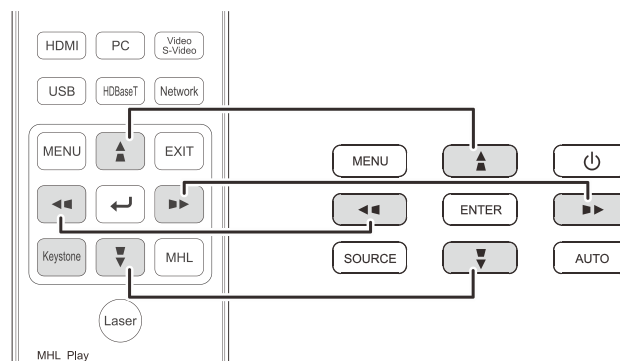 HDMI PC Video
S-Video
USB HDBaseT Network
MENU EXIT
MENU
ENTER
Keystone MHL
SOURCE AUTO
Laser
MHL Play